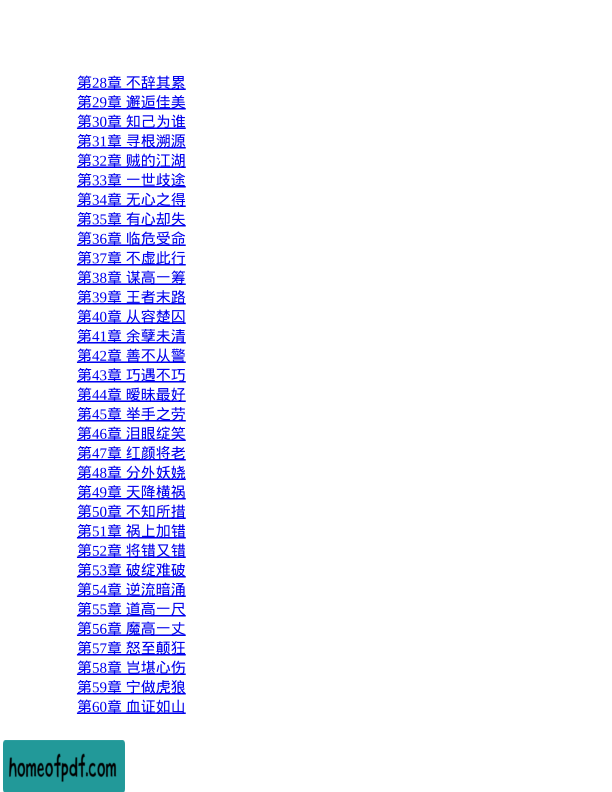 第28章 不辞其累
第29章 邂逅佳美
第30章 知己为谁
第31章 寻根溯源
第32章 贼的江湖
第33章 一世歧途
第34章 无心之得
第35章 有心却失
第36章 临危受命
第37章 不虚此行
第38章 谋高一筹
第39章 王者末路
第40章 从容楚囚
第41章 余孽未清
第42章 善不从警
第43章 巧遇不巧
第44章 暧昧最好
第45章 举手之劳
第46章 泪眼绽笑
第47章 红颜将老
第48章 分外妖娆
第49章 天降横祸
第50章 不知所措
第51章 祸上加错
第52章 将错又错
第53章 破绽难破
第54章 逆流暗涌
第55章 道高一尺
第56章 魔高一丈
第57章 怒至颠狂
第58章 岂堪心伤
第59章 宁做虎狼
第60章 血证如山
homeofpdf.com